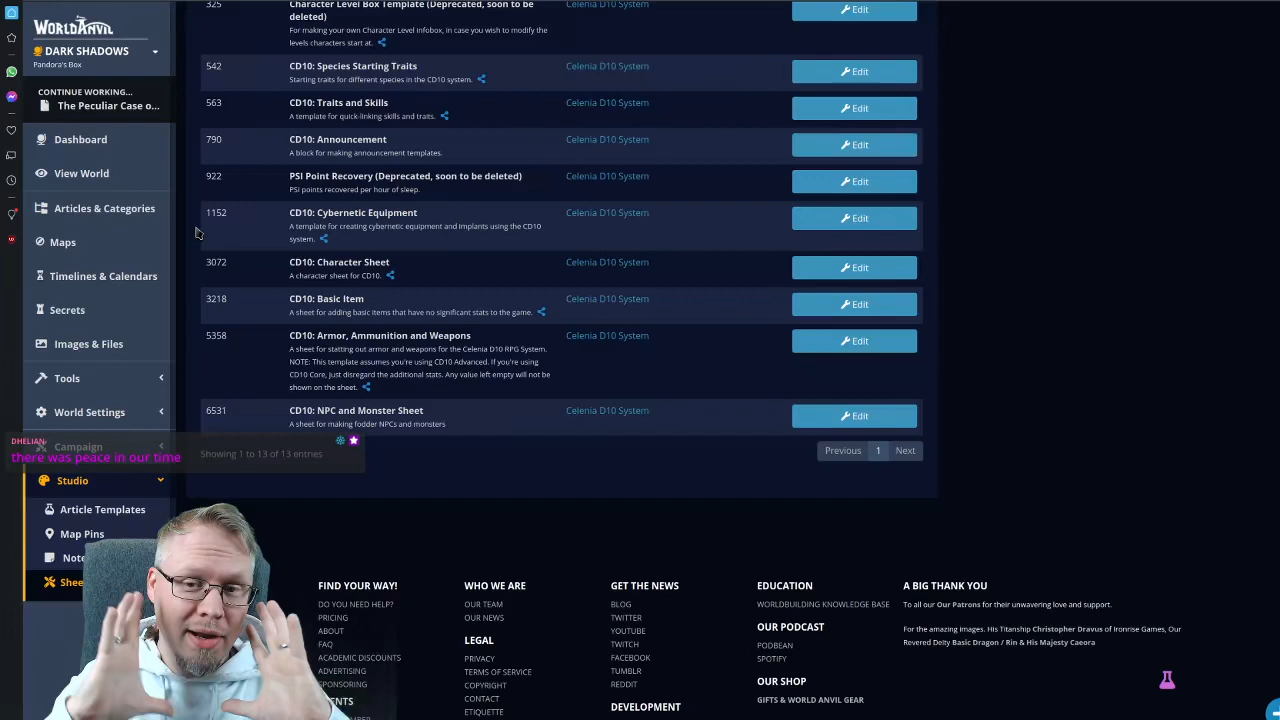 WORLDANVIL
DARK SHADOWS
Pandora's Box
CONTINUE WORKING...
The Peculiar Case o...
Dashboard
View World
Articles & Categories
Maps
Timelines & Calendars
Secrets
Images & Files
Tools
World Settings
Campaign
DHELIAN
there was peace in our time
Studio
Article Templates
Map Pins
Note
Shee
325
Character Level Box Template (Deprecated, soon to be
deleted)
For making your own Character Level Infobox, in case you wish to modify the
levels characters start at.
Celenia D10 System
Edit
542
CD10: Species Starting Traits
Starting traits for different species in the CD10 system.
Celenia D10 System
Edit
563
CD10: Traits and Skills
A template for quick-linking skills and traits.
Celenia D10 System
Edit
790
CD10: Announcement
A block for making announcement templates.
Celenia D10 System
Edit
922
PSI Point Recovery (Deprecated, soon to be deleted)
PSI points recovered per hour of sleep.
Celenia D10 System
Edit
1152
CD10: Cybernetic Equipment
A template for creating cybernetic equipment and implants using the CD10
system.
Celenia D10 System
Edit
3072
CD10: Character Sheet
A character sheet for CD10.
Celenia D10 System
Edit
3218
CD10: Basic Item
A sheet for adding basic items that have no significant stats to the game.
Celenia D10 System
Edit
5358
CD10: Armor, Ammunition and Weapons
A sheet for statting out armor and weapons for the Celenia D10 RPG System.
NOTE: This template assumes you're using CD10 Advanced. If you're using
CD10 Core, just disregard the additional stats. Any value left empty will not be
shown on the sheet.
Celenia D10 System
Edit
6531
CD10: NPC and Monster Sheet
A sheet for making fodder NPCs and monsters
Celenia D10 System
Edit
Showing 1 to 13 of 13 entries
Previous 1 Next
FIND YOUR WAY!
DO YOU NEED HELP?
PRICING
ABOUT
FAQ
ACADEMIC DISCOUNTS
ADVERTISING
SPONSORING
ENTS
WHO WE ARE
OUR TEAM
OUR NEWS
LEGAL
PRIVACY
TERMS OF SERVICE
COPYRIGHT
CONTACT
ETIQUETTE
GET THE NEWS
BLOG
TWITTER
YOUTUBE
TWITCH
FACEBOOK
TUMBLR
REDDIT
DEVELOPMENT
EDUCATION
WORLDBUILDING KNOWLEDGE BASE
OUR PODCAST
PODBEAN
SPOTIFY
OUR SHOP
GIFTS & WORLD ANVIL GEAR
A BIG THANK YOU
To all our Our Patrons for their unwavering love and support.
For the amazing images. His Titanship Christopher Dravus of Ironrise Games, Our
Revered Deity Basic Dragon / Rin & His Majesty Caeora